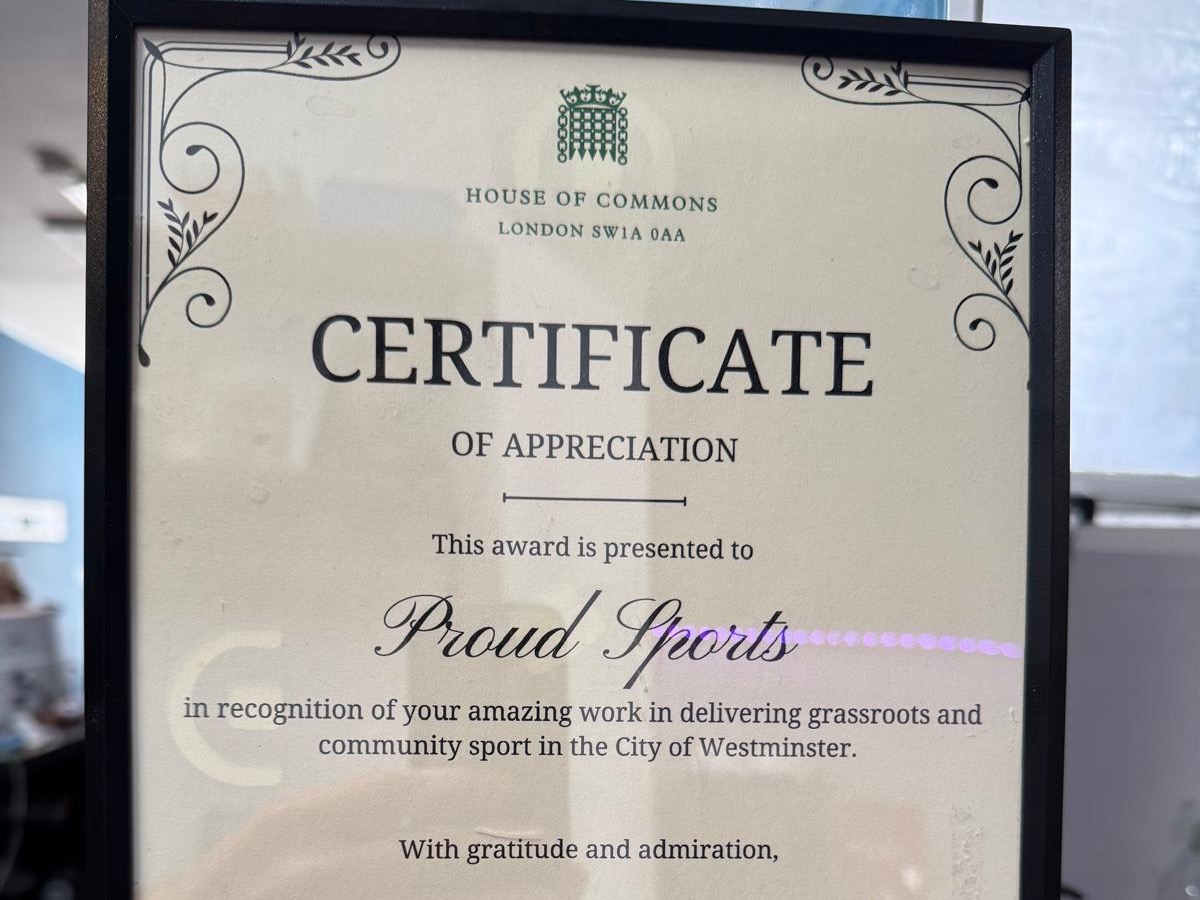 HOUSE OF COMMONS
LONDON SW1A 0AA
CERTIFICATE
OF APPRECIATION
This award is presented to
Proud Sports
in recognition of your amazing work in delivering grassroots and
community sport in the City of Westminster.
With gratitude and admiration,